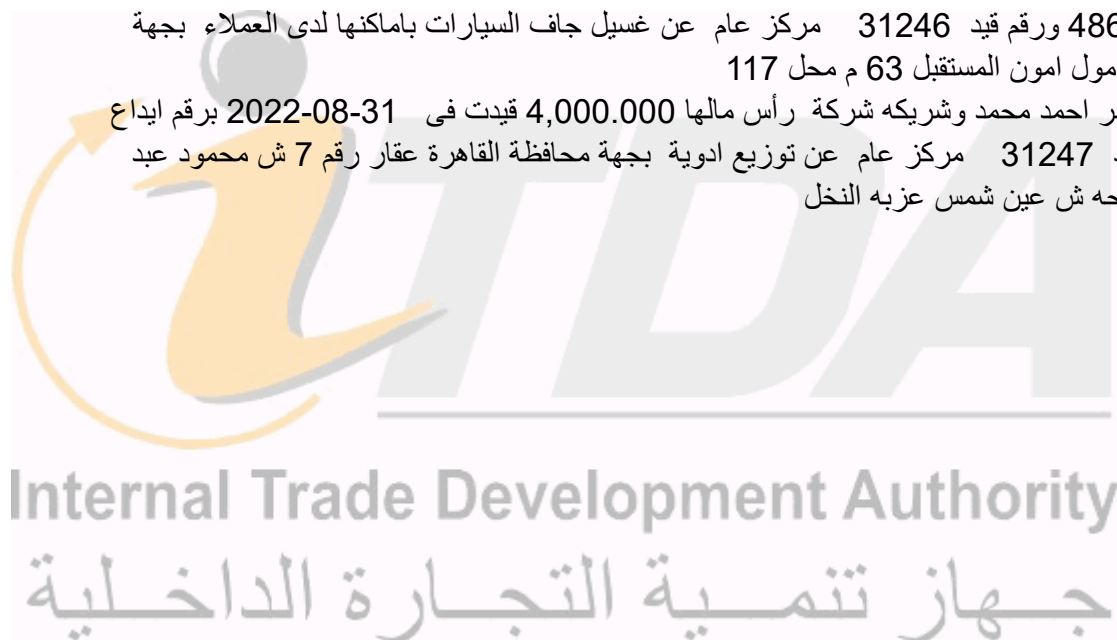 486 ورقم قيد 31246 مركز عام عن غسيل جاف السيارات باماكنها لدى العملاء بجهة
مول امون المستقبل 63 م محل 117
ر احمد محمد وشريكه شركة رأس مالها 4,000.000 قيدت فى 31-08-2022 برقم ايداع
31247 مركز عام عن توزيع ادوية بجهة محافظة القاهرة عقار رقم 7 ش محمود عبد
حه ش عين شمس عزبه النخل
iTDA
Internal Trade Development Authority
جهاز تنمية التجارة الداخلية